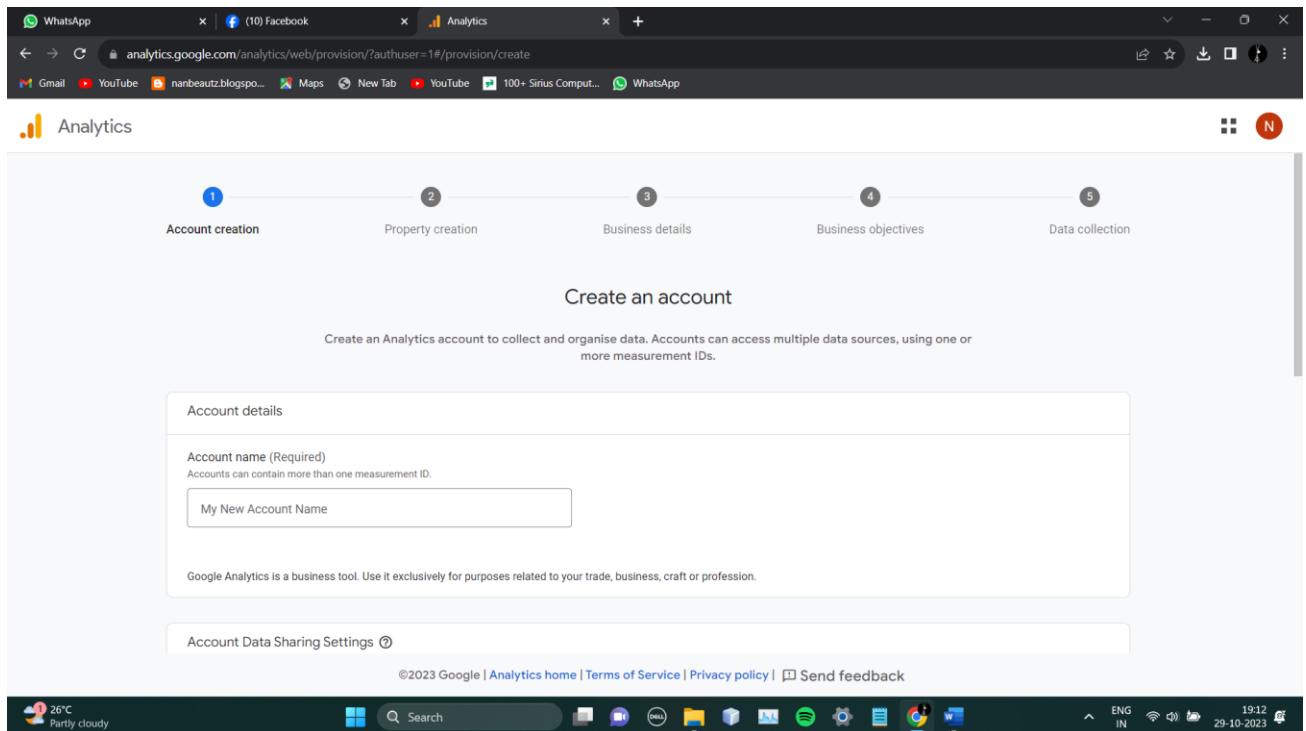 WhatsApp
(10) Facebook
Analytics
analytics.google.com/analytics/web/provision/?authuser=1#/provision/create
Gmail
YouTube
nanbeautz.blogspo...
Maps
New Tab
YouTube
100+ Sirius Comput...
WhatsApp
Analytics
N
1
2
3
4
5
Account creation
Property creation
Business details
Business objectives
Data collection
Create an account
Create an Analytics account to collect and organise data. Accounts can access multiple data sources, using one or
more measurement IDs.
Account details
Account name (Required)
Accounts can contain more than one measurement ID.
My New Account Name
Google Analytics is a business tool. Use it exclusively for purposes related to your trade, business, craft or profession.
Account Data Sharing Settings
©2023 Google | Analytics home | Terms of Service | Privacy policy | Send feedback
1
26°C
Partly cloudy
Search
DELL
ENG
IN
19:12
29-10-2023